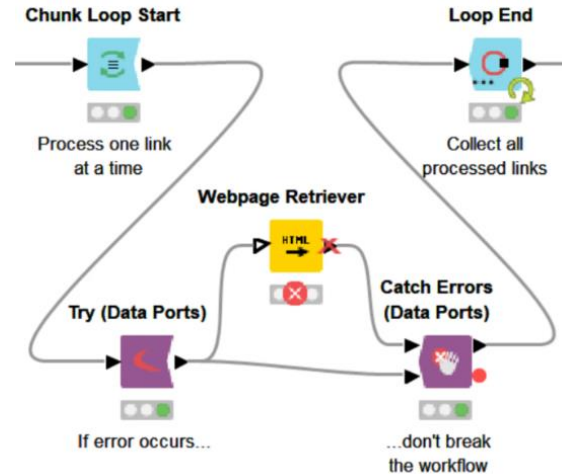 Chunk Loop Start
Process one link
at a time
Loop End
Collect all
processed links
Webpage Retriever
HTML
Try (Data Ports)
If error occurs...
Catch Errors
(Data Ports)
...don't break
the workflow